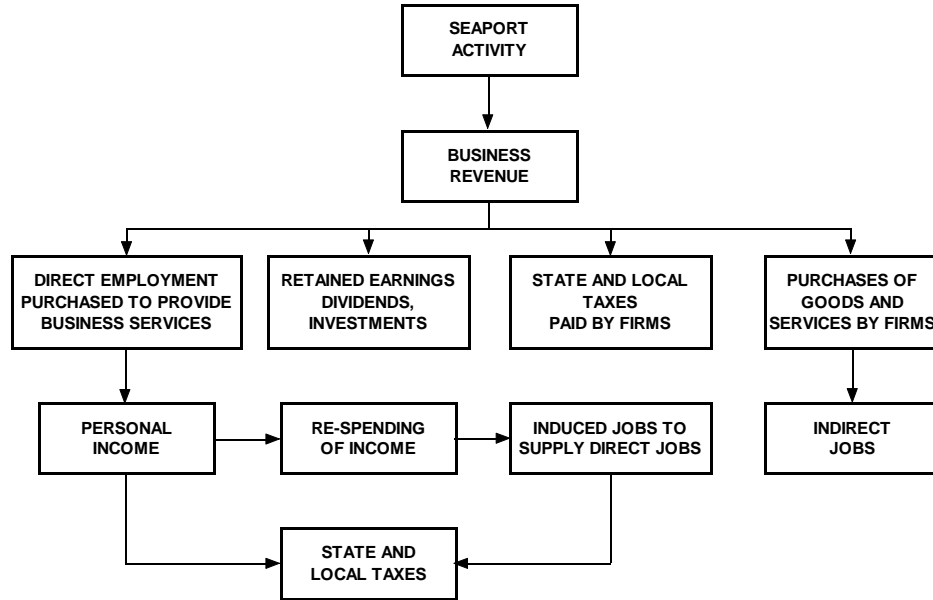 SEAPORT
ACTIVITY
BUSINESS
REVENUE
DIRECT EMPLOYMENT
PURCHASED TO PROVIDE
BUSINESS SERVICES
RETAINED EARNINGS
DIVIDENDS,
INVESTMENTS
STATE AND LOCAL
TAXES
PAID BY FIRMS
PURCHASES OF
GOODS AND
SERVICES BY FIRMS
PERSONAL
INCOME
RE-SPENDING
OF INCOME
INDUCED JOBS TO
SUPPLY DIRECT JOBS
INDIRECT
JOBS
STATE AND
LOCAL TAXES